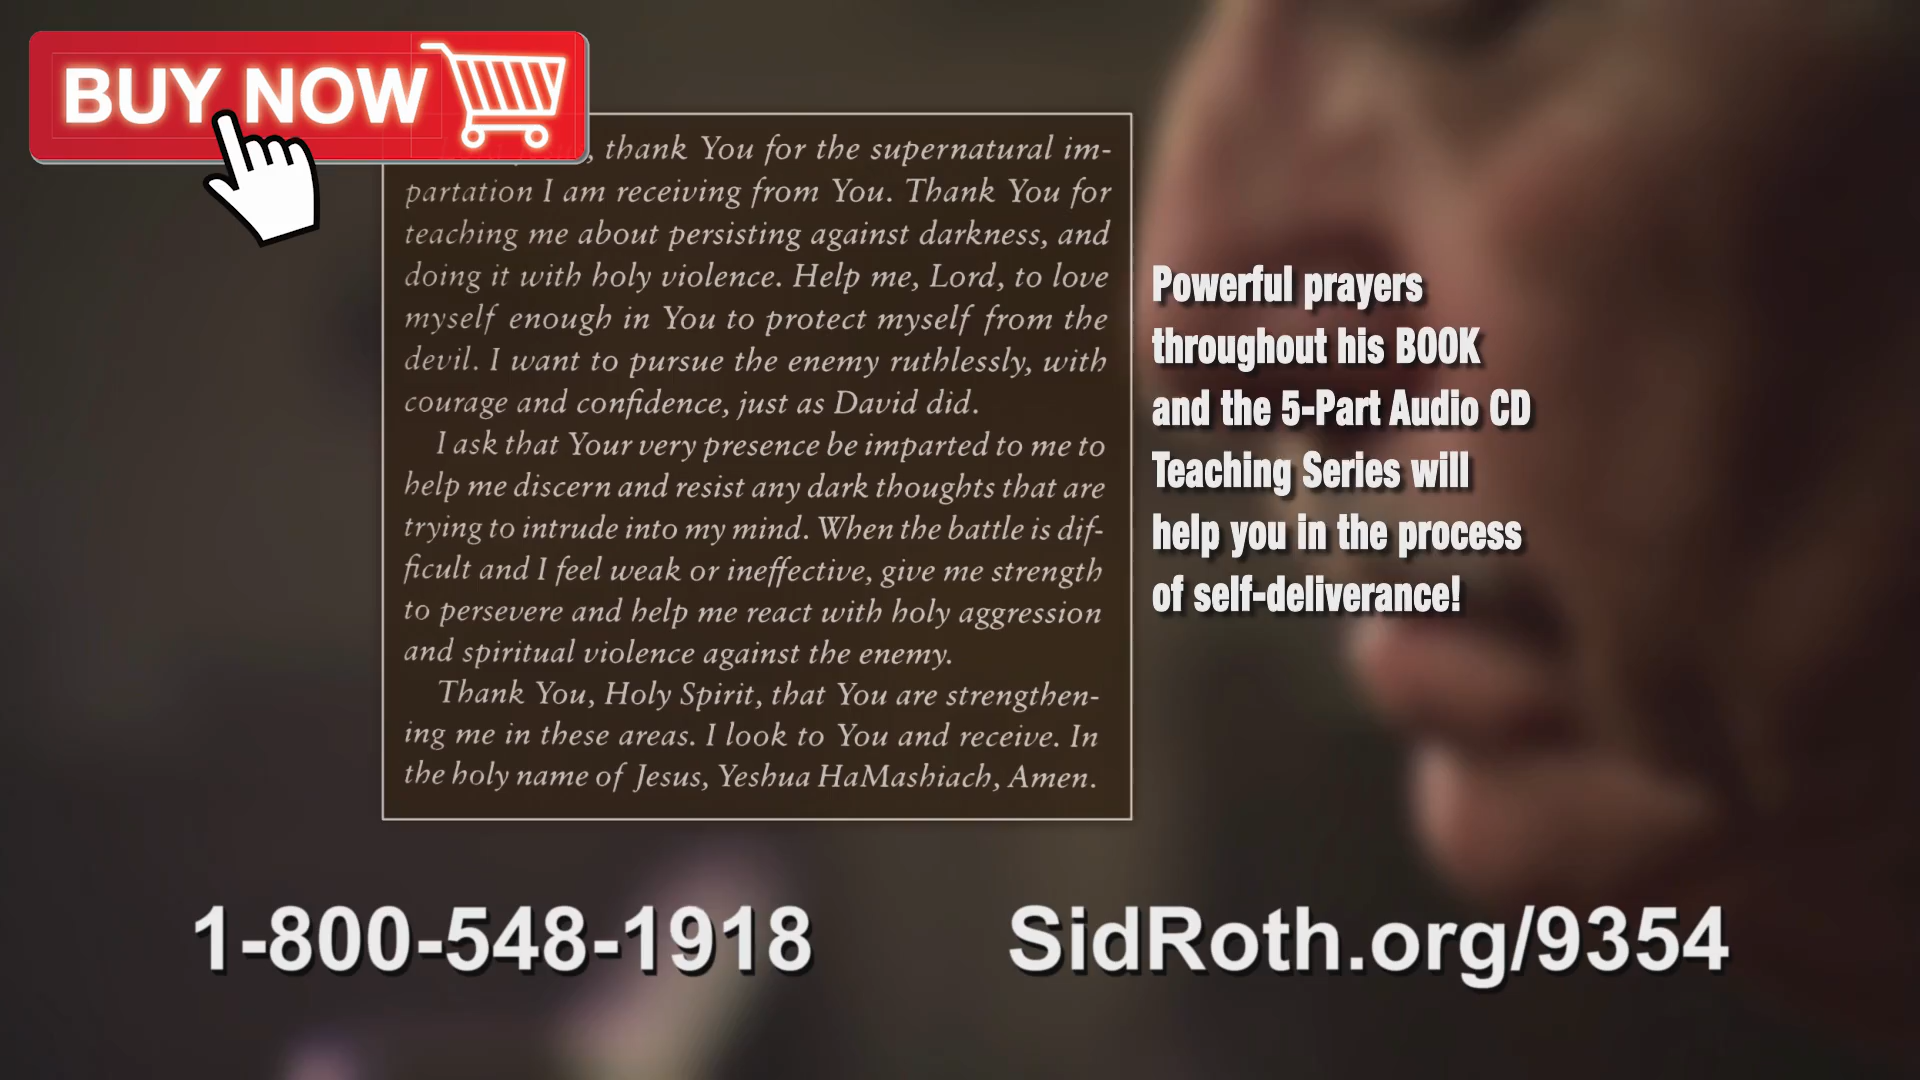 BUY NOW
, thank You for the supernatural im-
partation I am receiving from You. Thank You for
teaching me about persisting against darkness, and
doing it with holy violence. Help me, Lord, to love
myself enough in You to protect myself from the
devil. I want to pursue the enemy ruthlessly, with
courage and confidence, just as David did.
I ask that Your very presence be imparted to me to
help me discern and resist any dark thoughts that are
trying to intrude into my mind. When the battle is dif-
ficult and I feel weak or ineffective, give me strength
to persevere and help me react with holy aggression
and spiritual violence against the enemy.
Thank You, Holy Spirit, that You are strengthen-
ing me in these areas. I look to You and receive. In
the holy name of Jesus, Yeshua HaMashiach, Amen.
Powerful prayers
throughout his BOOK
and the 5-Part Audio CD
Teaching Series will
help you in the process
of self-deliverance!
1-800-548-1918
SidRoth.org/9354